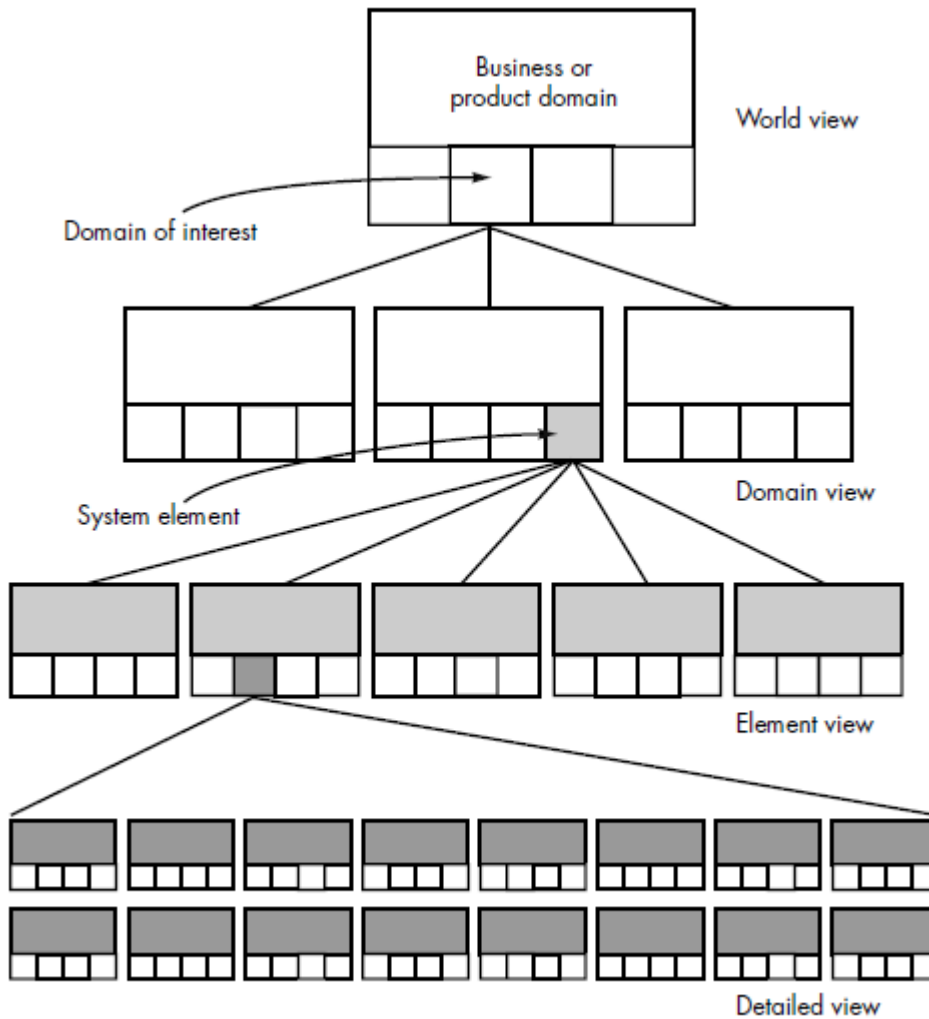 Business or
product domain
World view
Domain of interest
Domain view
System element
Element view
Detailed view